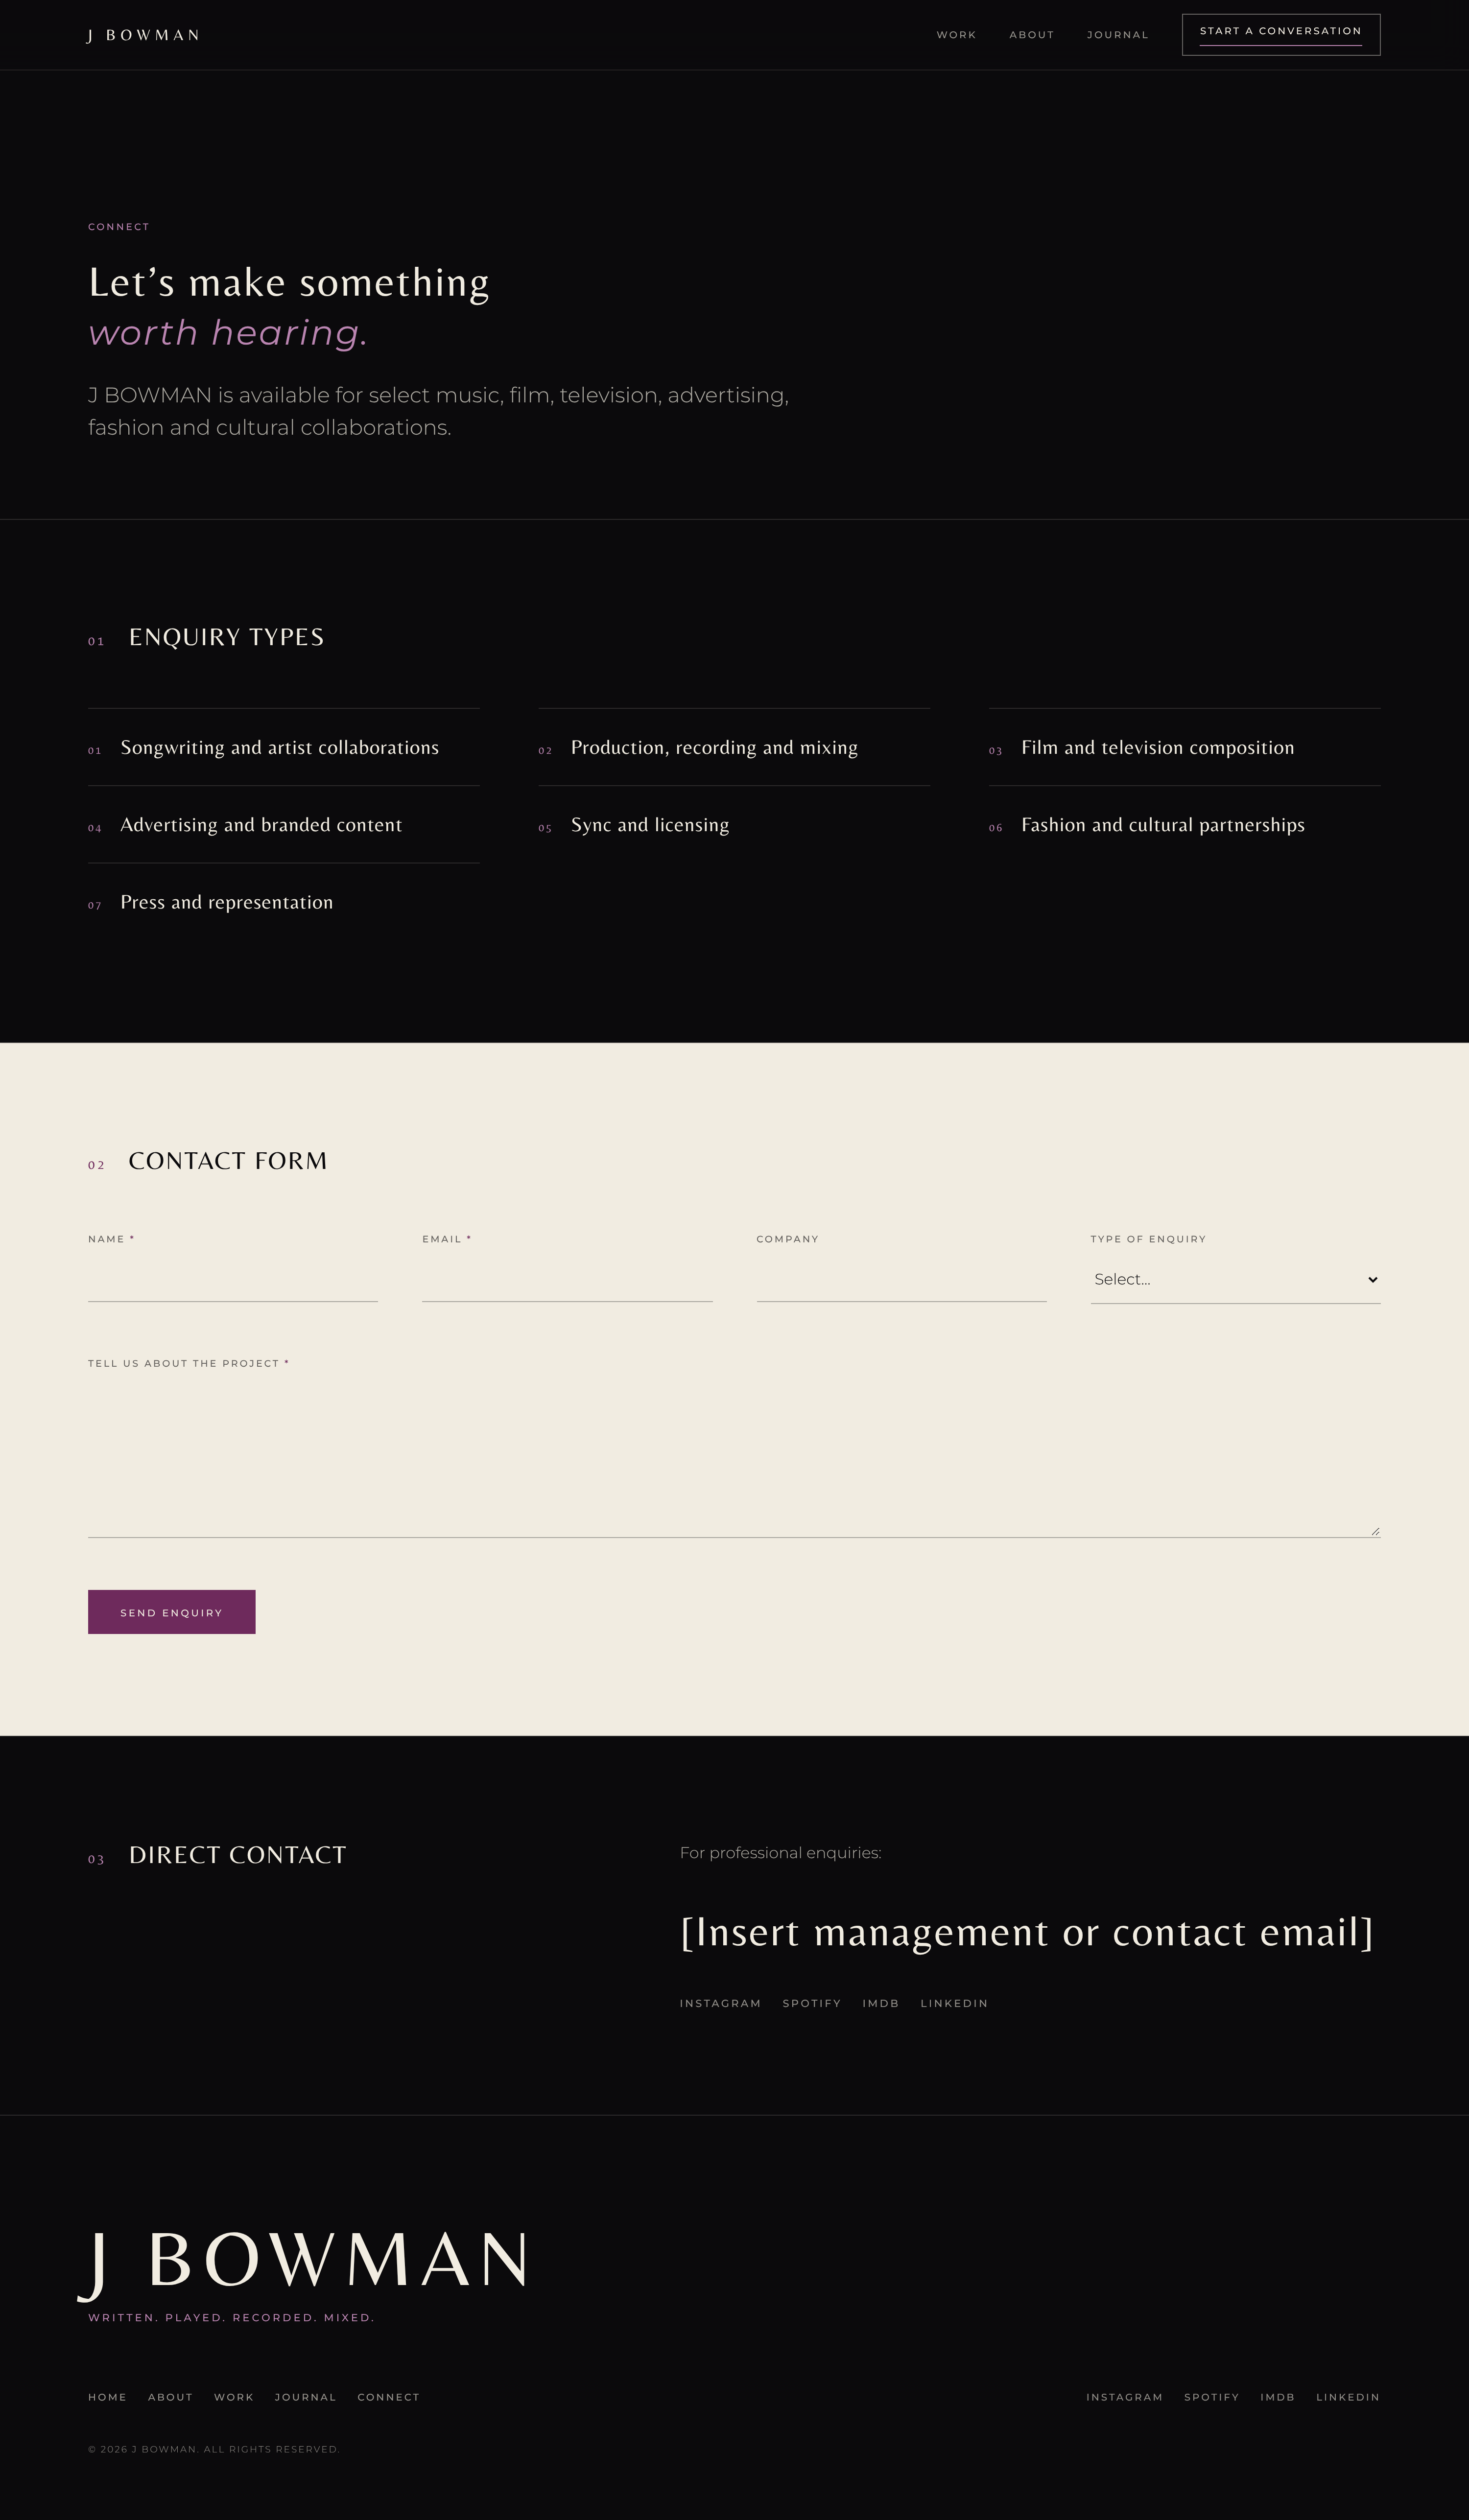 J BOWMAN
WORK
ABOUT
JOURNAL
START A CONVERSATION
CONNECT
Let’s make something
worth hearing.
J BOWMAN is available for select music, film, television, advertising,
fashion and cultural collaborations.
01 ENQUIRY TYPES
01 Songwriting and artist collaborations
02 Production, recording and mixing
03 Film and television composition
04 Advertising and branded content
05 Sync and licensing
06 Fashion and cultural partnerships
07 Press and representation
02 CONTACT FORM
NAME *
EMAIL *
COMPANY
TYPE OF ENQUIRY
Select...
TELL US ABOUT THE PROJECT *
SEND ENQUIRY
03 DIRECT CONTACT
For professional enquiries:
[Insert management or contact email]
INSTAGRAM SPOTIFY IMDB LINKEDIN
J BOWMAN
WRITTEN. PLAYED. RECORDED. MIXED.
HOME ABOUT WORK JOURNAL CONNECT
INSTAGRAM SPOTIFY IMDB LINKEDIN
© 2026 J BOWMAN. ALL RIGHTS RESERVED.